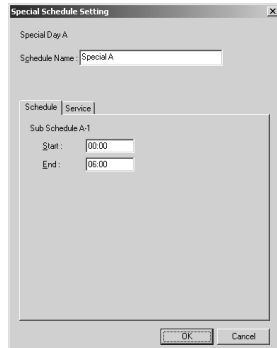 Special Schedule Setting
Special Day A
Schedule Name : Special A
Schedule Service
Sub Schedule A-1
Start : 00:00
End : 06:00
OK Cancel